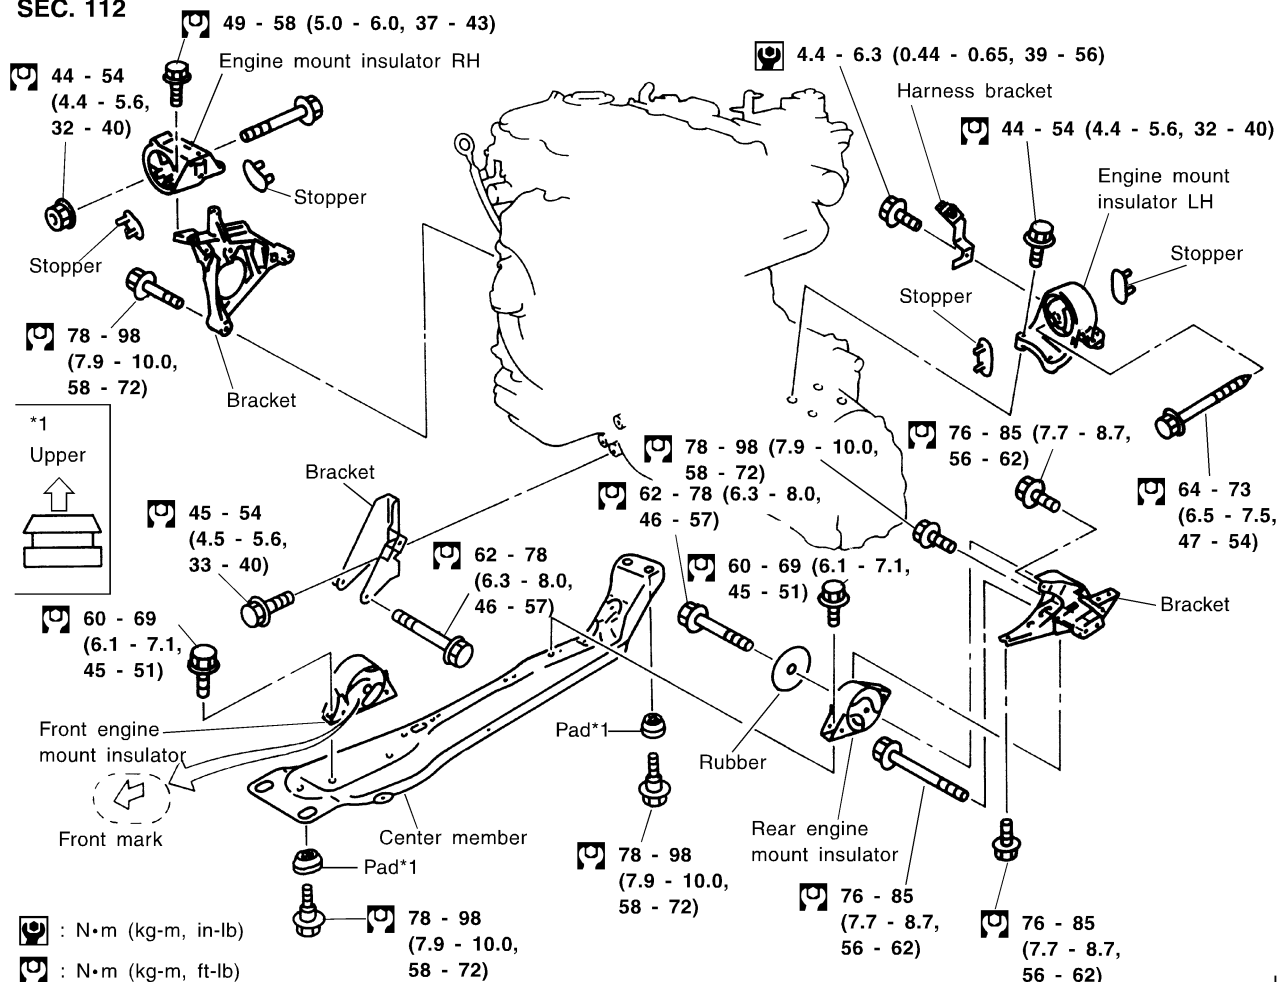 SEC. 112
49 - 58 (5.0 - 6.0, 37 - 43)
Engine mount insulator RH
44 - 54
(4.4 - 5.6,
32 - 40)
Stopper
Stopper
78 - 98
(7.9 - 10.0,
58 - 72)
Bracket
*1
Upper
4.4 - 6.3 (0.44 - 0.65, 39 - 56)
Harness bracket
44 - 54 (4.4 - 5.6, 32 - 40)
Engine mount
insulator LH
Stopper
Stopper
76 - 85 (7.7 - 8.7,
56 - 62)
64 - 73
(6.5 - 7.5,
47 - 54)
78 - 98 (7.9 - 10.0,
58 - 72)
62 - 78 (6.3 - 8.0,
46 - 57)
60 - 69 (6.1 - 7.1,
45 - 51)
Bracket
Bracket
45 - 54
(4.5 - 5.6,
33 - 40)
62 - 78
(6.3 - 8.0,
46 - 57)
60 - 69
(6.1 - 7.1,
45 - 51)
Front engine
mount insulator
Front mark
Center member
Pad*1
78 - 98
(7.9 - 10.0,
58 - 72)
Pad*1
78 - 98
(7.9 - 10.0,
58 - 72)
Rubber
Rear engine
mount insulator
76 - 85
(7.7 - 8.7,
56 - 62)
76 - 85
(7.7 - 8.7,
56 - 62)
: N•m (kg-m, in-lb)
: N•m (kg-m, ft-lb)